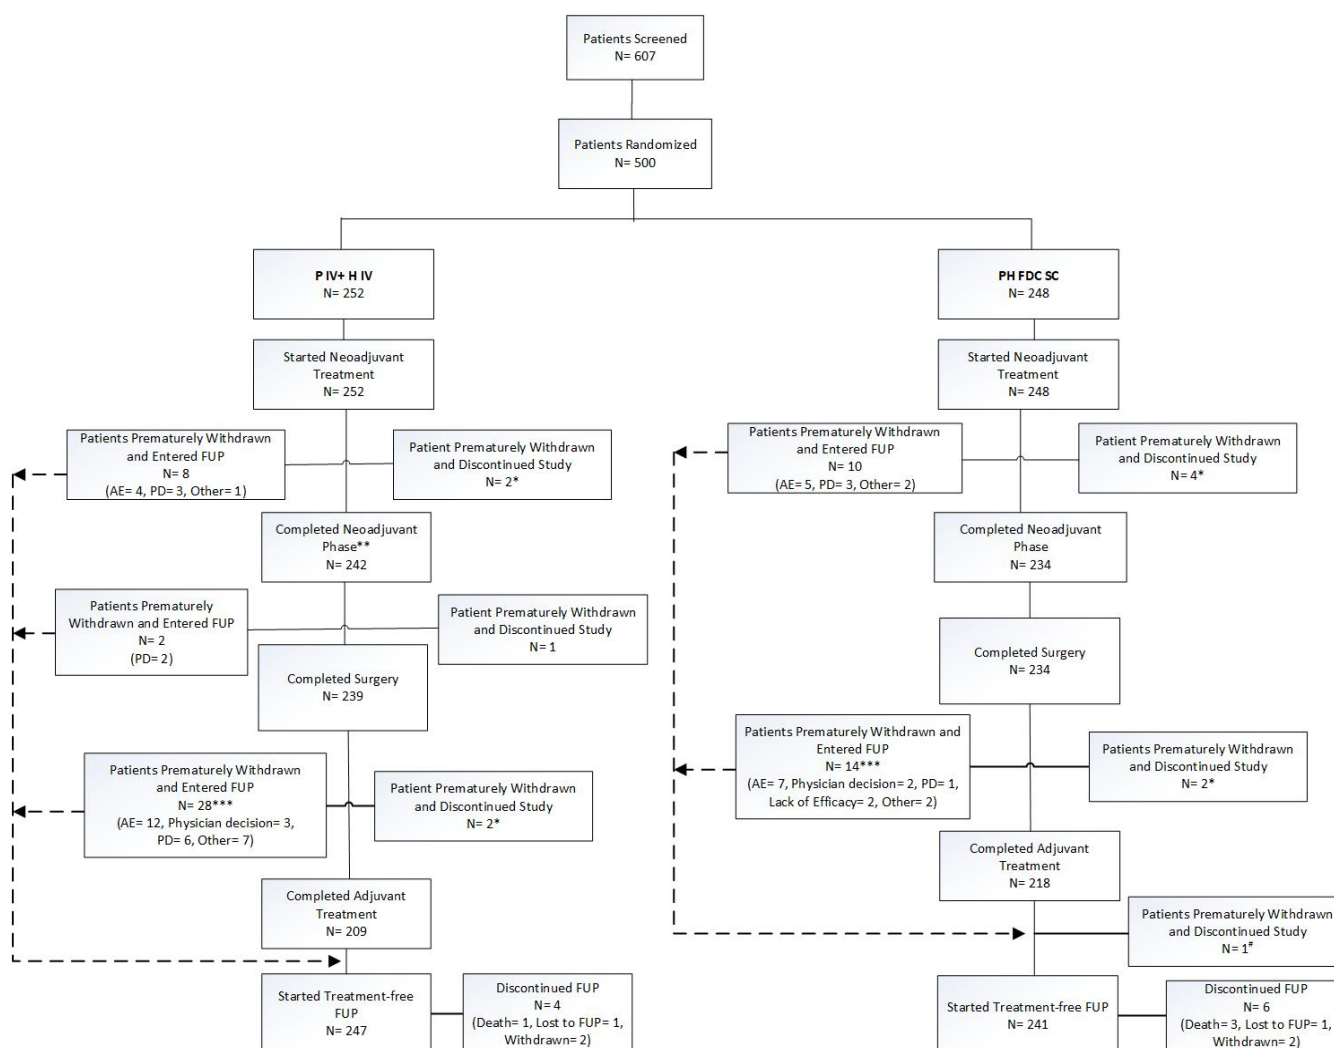 Patients Screened
N= 607
Patients Randomized
N= 500
P IV+ H IV
N= 252
PH FDC SC
N= 248
Started Neoadjuvant
Treatment
N= 252
Started Neoadjuvant
Treatment
N= 248
Patients Prematurely Withdrawn
and Entered FUP
N= 8
(AE= 4, PD= 3, Other= 1)
Patient Prematurely Withdrawn
and Discontinued Study
N= 2*
Patients Prematurely Withdrawn
and Entered FUP
N= 10
(AE= 5, PD= 3, Other= 2)
Patient Prematurely Withdrawn
and Discontinued Study
N= 4*
Completed Neoadjuvant
Phase**
N= 242
Completed Neoadjuvant
Phase
N= 234
Patients Prematurely
Withdrawn and Entered FUP
N= 2
(PD= 2)
Patient Prematurely Withdrawn
and Discontinued Study
N= 1
Completed Surgery
N= 239
Completed Surgery
N= 234
Patients Prematurely Withdrawn
and Entered FUP
N= 28***
(AE= 12, Physician decision= 3,
PD= 6, Other= 7)
Patient Prematurely Withdrawn
and Discontinued Study
N= 2*
Patients Prematurely Withdrawn and
Entered FUP
N= 14***
(AE= 7, Physician decision= 2, PD= 1,
Lack of Efficacy= 2, Other= 2)
Patients Prematurely Withdrawn
and Discontinued Study
N= 2*
Completed Adjuvant
Treatment
N= 209
Completed Adjuvant
Treatment
N= 218
Patients Prematurely Withdrawn
and Discontinued Study
N= 1#
Started Treatment-free
FUP
N= 247
Discontinued FUP
N= 4
(Death= 1, Lost to FUP= 1,
Withdrawn= 2)
Started Treatment-free FUP
N= 241
Discontinued FUP
N= 6
(Death= 3, Lost to FUP= 1,
Withdrawn= 2)